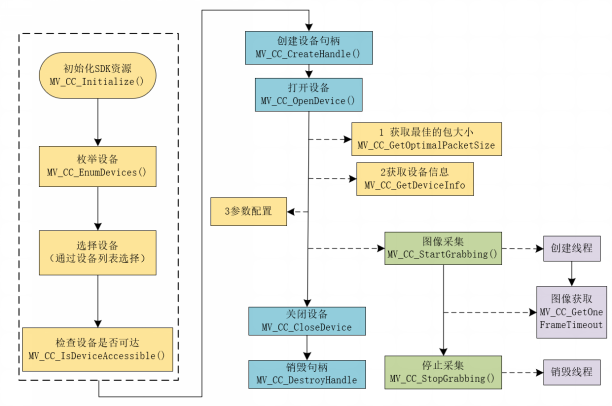 初始化SDK资源
MV_CC_Initialize()
枚举设备
MV_CC_EnumDevices()
选择设备
（通过设备列表选择）
检查设备是否可达
MV_CC_IsDeviceAccessible()
创建设备句柄
MV_CC_CreateHandle()
打开设备
MV_CC_OpenDevice()
1 获取最佳的包大小
MV_CC_GetOptimalPacketSize
2获取设备信息
MV_CC_GetDeviceInfo
3参数配置
图像采集
MV_CC_StartGrabbing()
创建线程
图像获取
MV_CC_GetOne
FrameTimeout
关闭设备
MV_CC_CloseDevice
销毁句柄
MV_CC_DestroyHandle
停止采集
MV_CC_StopGrabbing()
销毁线程